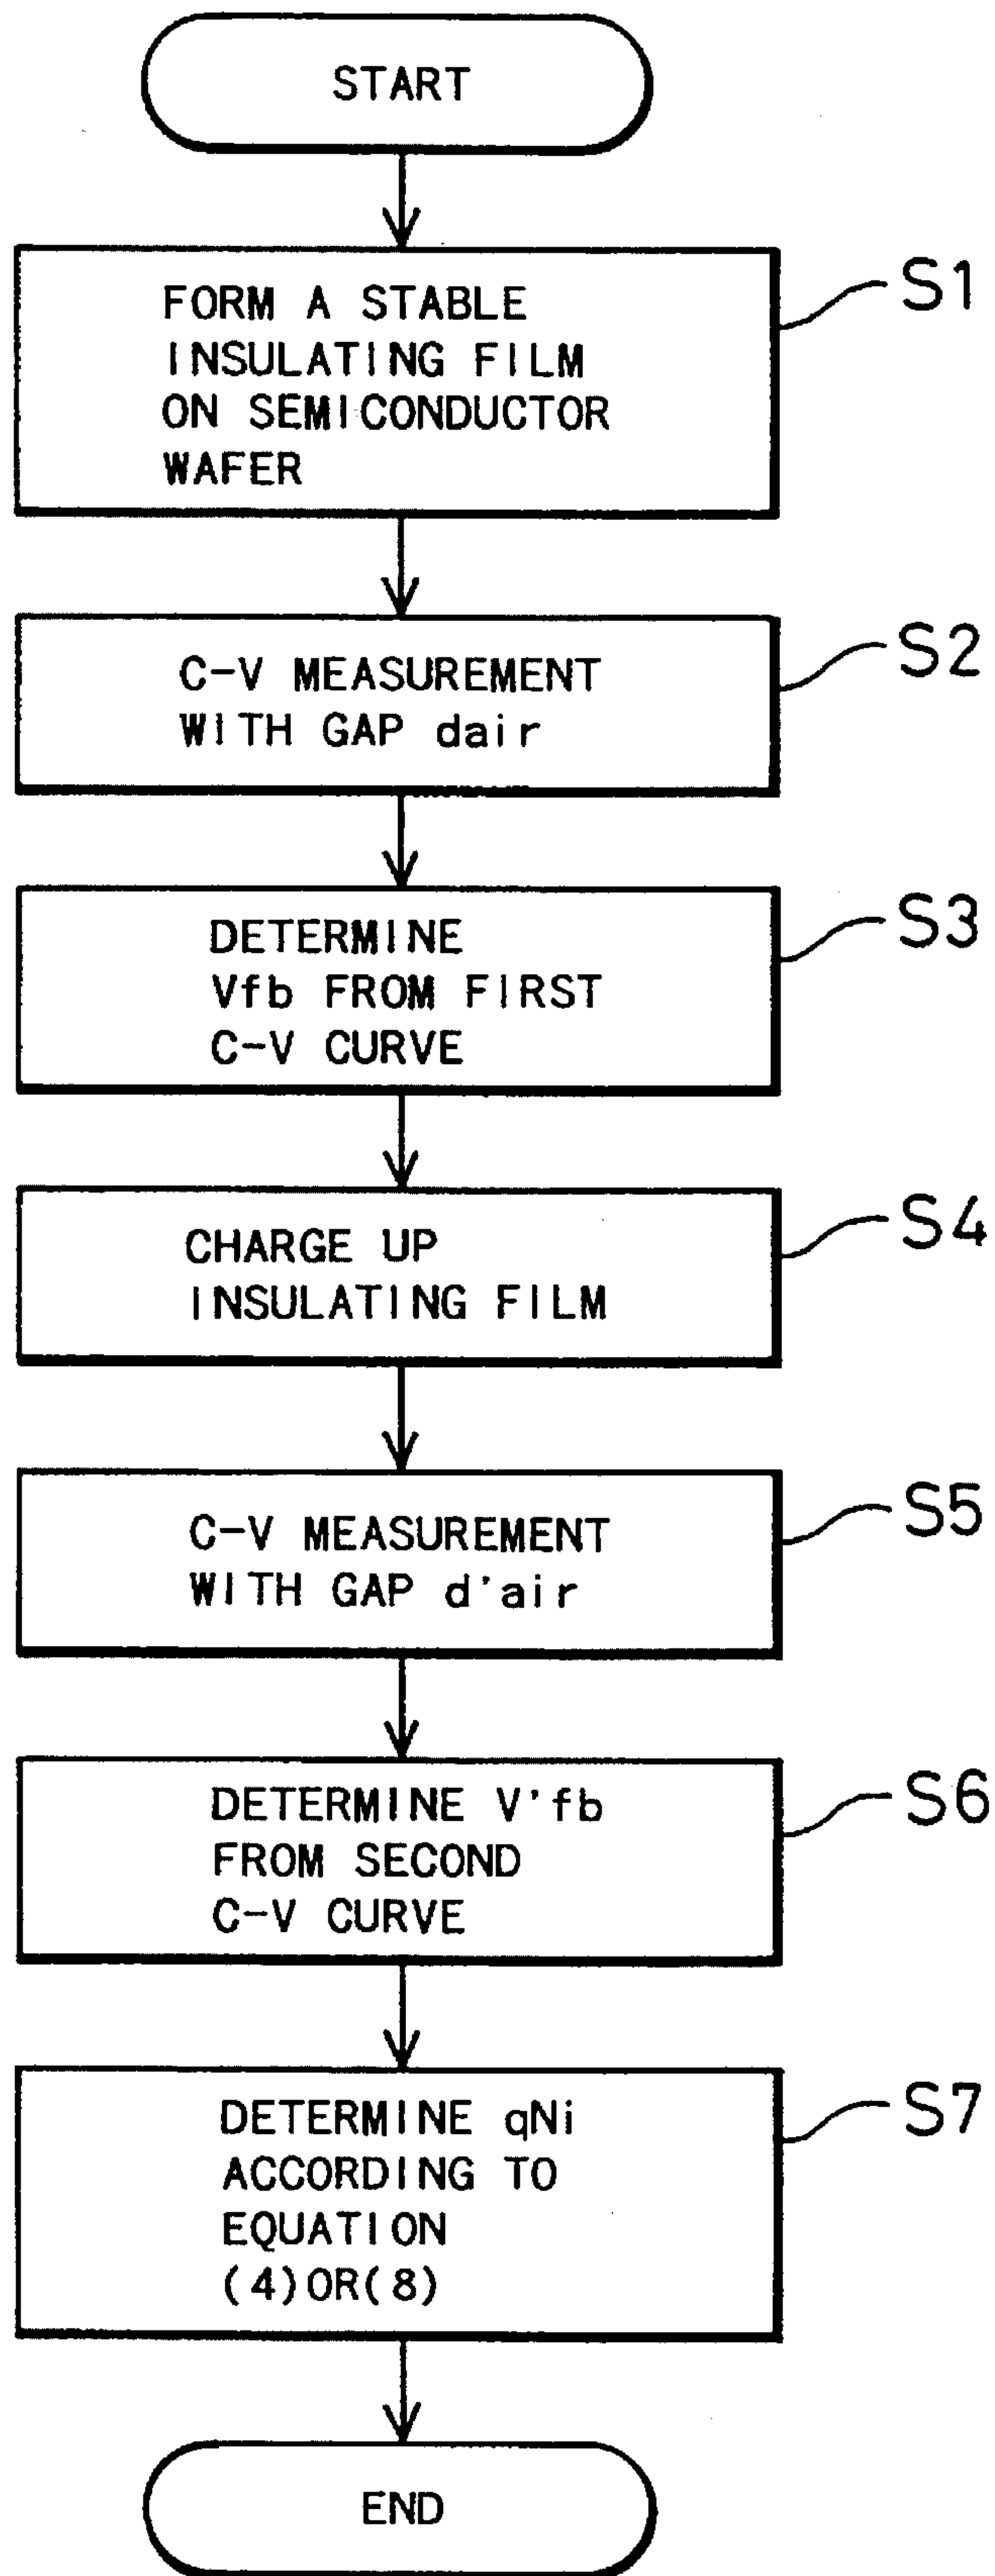 START
FORM A STABLE
INSULATING FILM
ON SEMICONDUCTOR
WAFER
S1
C-V MEASUREMENT
WITH GAP dair
S2
DETERMINE
Vfb FROM FIRST
C-V CURVE
S3
CHARGE UP
INSULATING FILM
S4
C-V MEASUREMENT
WITH GAP d'air
S5
DETERMINE V'fb
FROM SECOND
C-V CURVE
S6
DETERMINE qNi
ACCORDING TO
EQUATION
(4)OR(8)
S7
END